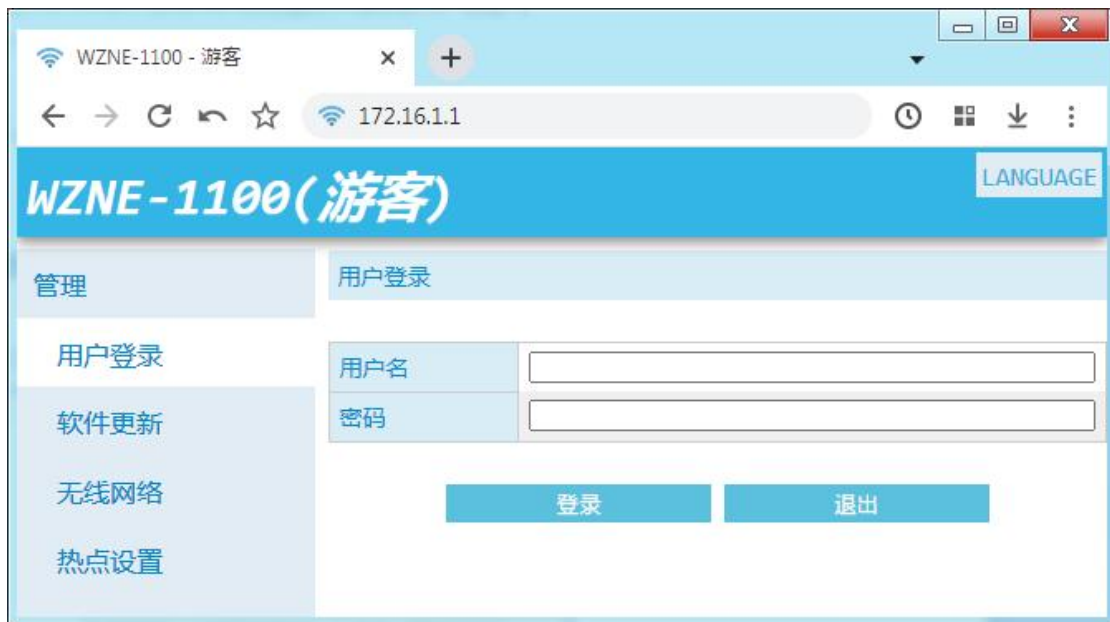 WZNE-1100 - 游客
172.16.1.1
WZNE-1100(游客)
LANGUAGE
管理
用户登录
软件更新
无线网络
热点设置
用户登录
用户名
密码
登录 退出